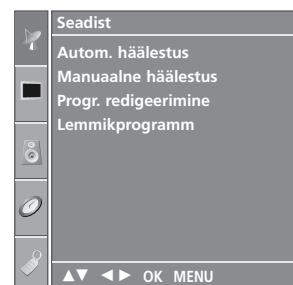 Seadist
Autom. häälestus
Manuaalne häälestus
Progr. redigeerimine
Lemmikprogramm
▲▼ ◄► OK MENU